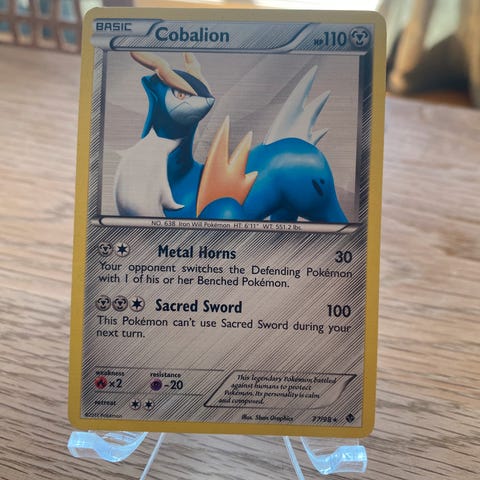 BASIC
Cobalion
HP110
NO. 638 Iron Will Pokémon HT: 6'11" WT: 551.2 lbs.
Metal Horns 30
Your opponent switches the Defending Pokémon
with 1 of his or her Benched Pokémon.
Sacred Sword 100
This Pokémon can't use Sacred Sword during your
next turn.
weakness resistance
×2 -20
retreat
This legendary Pokémon battled
against humans to protect
Pokémon. Its personality is calm
and composed.
©2011 Pokémon
Illus. Shin Graphics
77/98 ★